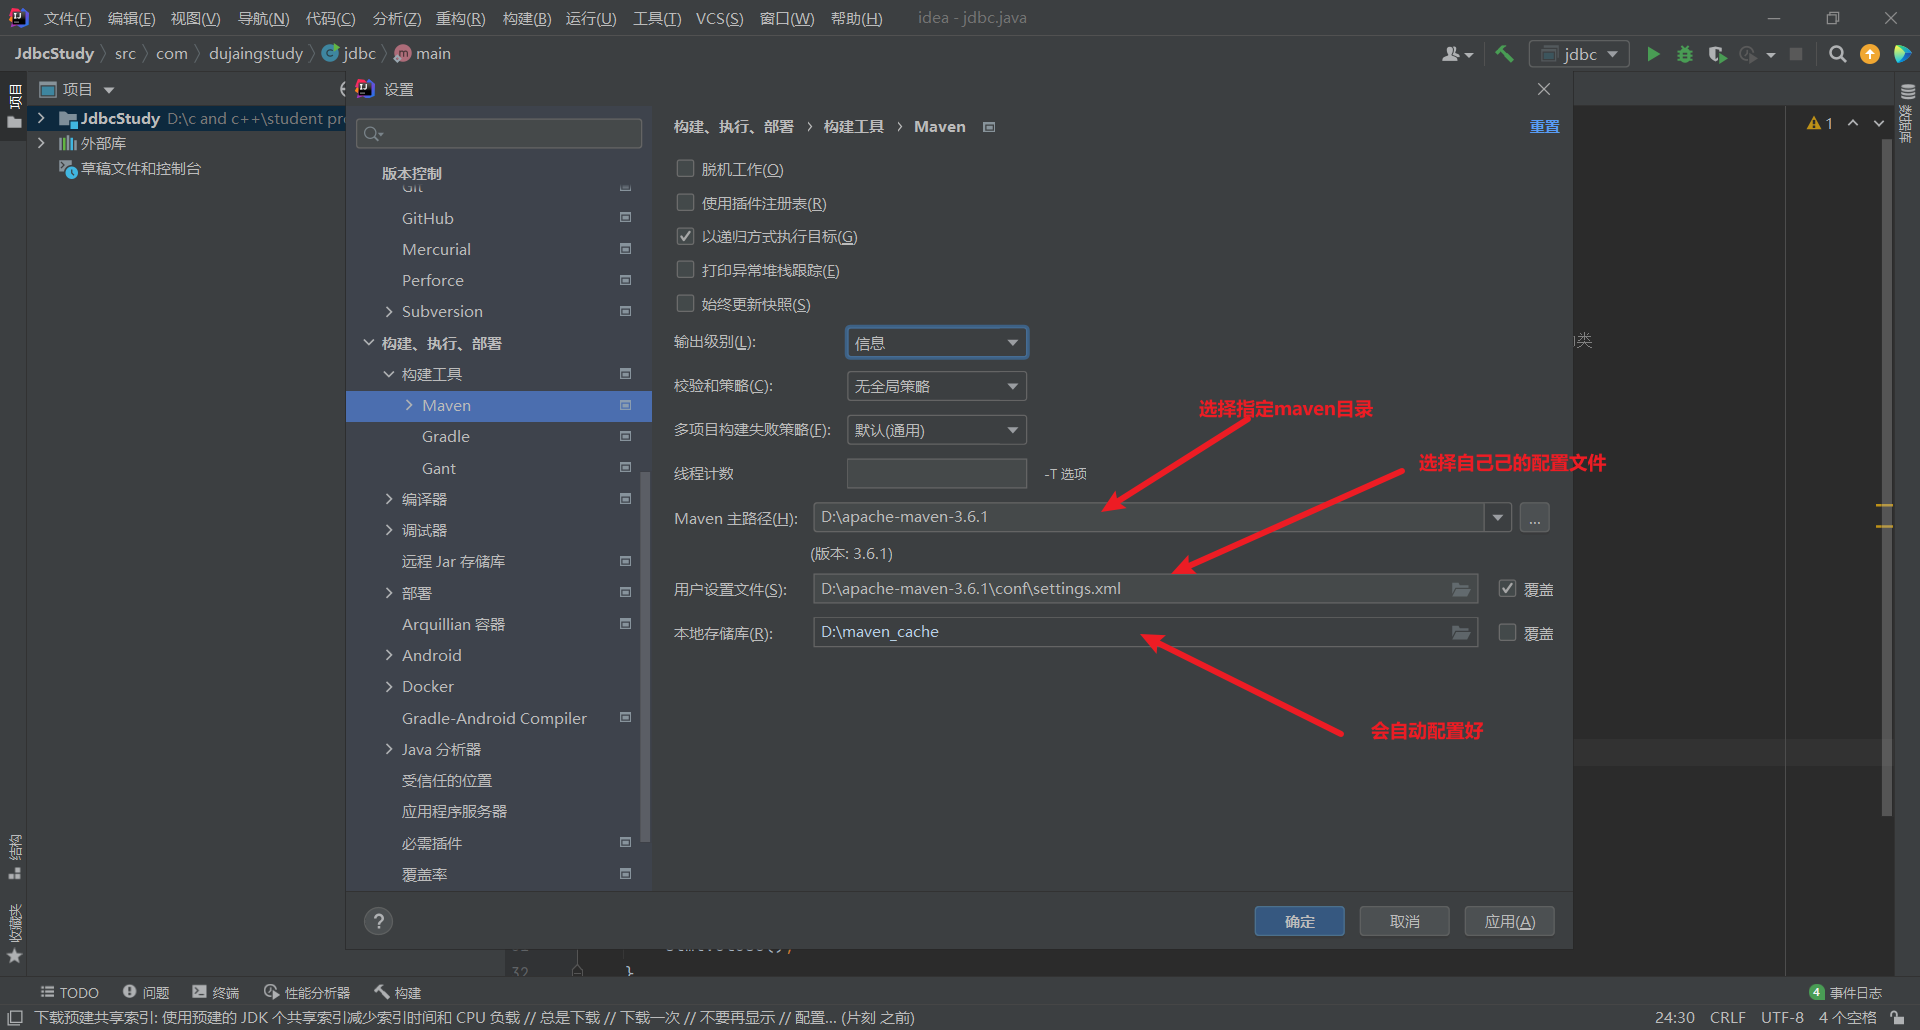 文件(F) 编辑(E) 视图(V) 导航(N) 代码(C) 分析(Z) 重构(R) 构建(B) 运行(U) 工具(T) VCS(S) 窗口(W) 帮助(H) idea - jdbc.java
JdbcStudy src com dujaingstudy jdbc main
jdbc
项目
JdbcStudy D:\c and c++\student pr
外部库
草稿文件和控制台
项目
结构
收藏夹
数据库
1
设置
版本控制
Git
GitHub
Mercurial
Perforce
Subversion
构建、执行、部署
构建工具
Maven
Gradle
Gant
编译器
调试器
远程 Jar 存储库
部署
Arquillian 容器
Android
Docker
Gradle-Android Compiler
Java 分析器
受信任的位置
应用程序服务器
必需插件
覆盖率
构建、执行、部署 › 构建工具 › Maven
重置
脱机工作(O)
使用插件注册表(R)
以递归方式执行目标(G)
打印异常堆栈跟踪(E)
始终更新快照(S)
输出级别(L): 信息
校验和策略(C): 无全局策略
多项目构建失败策略(F): 默认(通用)
线程计数 -T 选项
Maven 主路径(H): D:\apache-maven-3.6.1 ...
(版本: 3.6.1)
用户设置文件(S): D:\apache-maven-3.6.1\conf\settings.xml 覆盖
本地存储库(R): D:\maven_cache 覆盖
选择指定maven目录
选择自己己的配置文件
会自动配置好
类
? 确定 取消 应用(A)
32 }
TODO 问题 终端 性能分析器 构建 4 事件日志
下载预建共享索引: 使用预建的 JDK 个共享索引减少索引时间和 CPU 负载 // 总是下载 // 下载一次 // 不要再显示 // 配置... (片刻 之前) 24:30 CRLF UTF-8 4 个空格